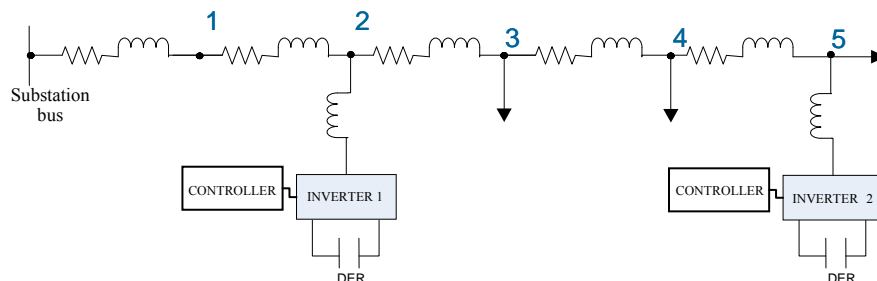 1
2
3
4
5
Substation
bus
CONTROLLER
INVERTER 1
CONTROLLER
INVERTER 2
DER
DER